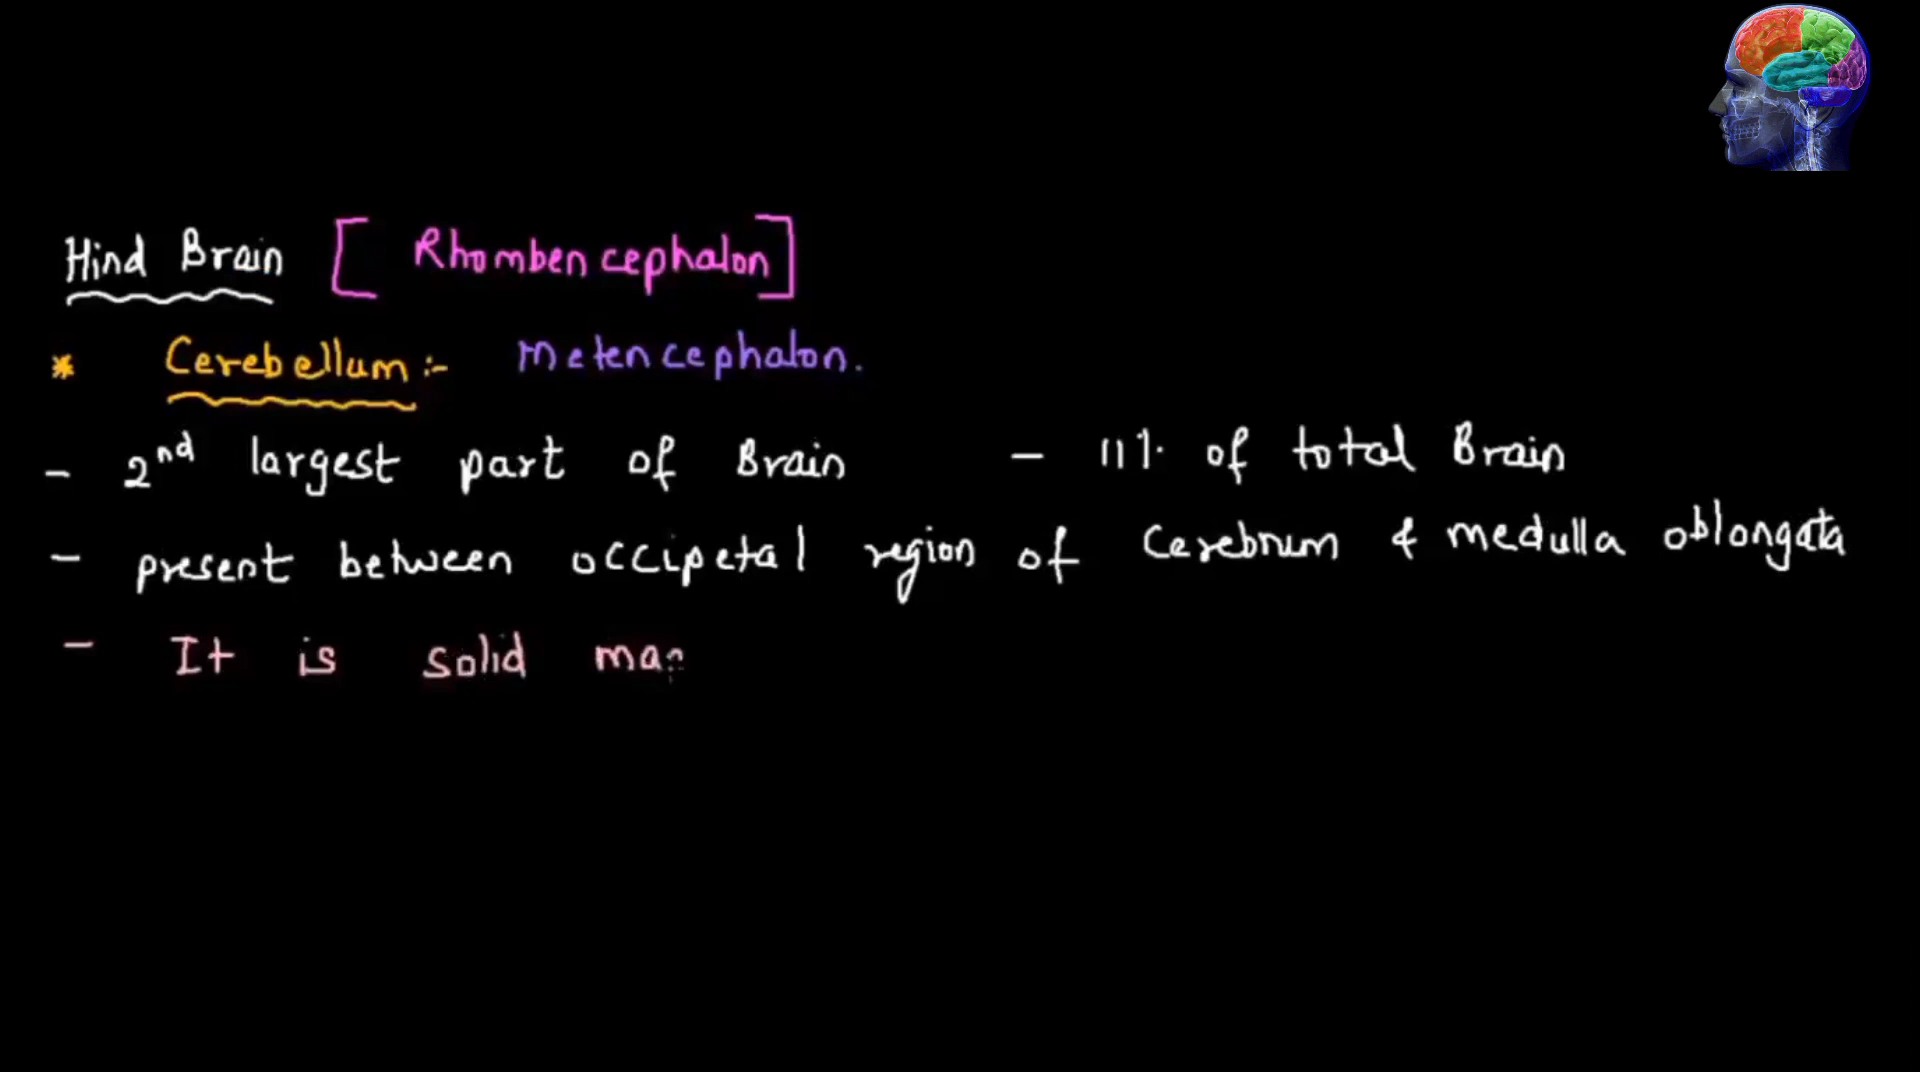 Hind Brain [Rhombencephalon]
* Cerebellum:- Metencephalon.
- 2nd largest part of Brain - 11% of total Brain
- present between occipetal region of Cerebrum & medulla oblongata
- It is solid